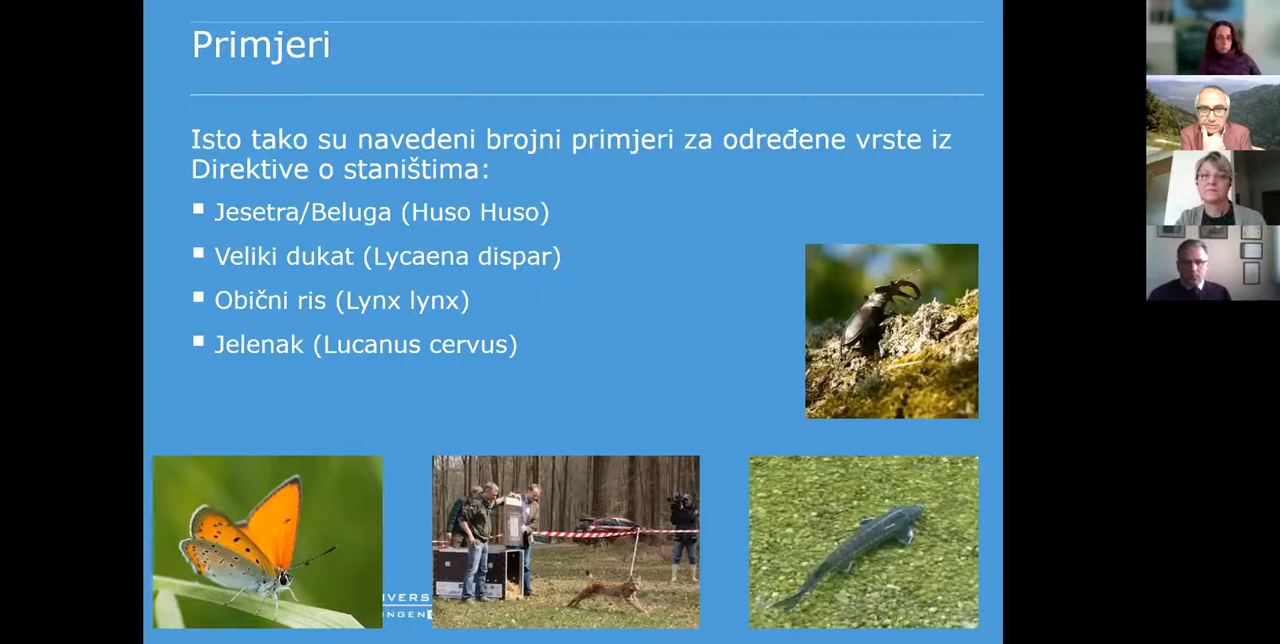 Primjeri
Isto tako su navedeni brojni primjeri za određene vrste iz
Direktive o staništima:
Jesetra/Beluga (Huso Huso)
Veliki dukat (Lycaena dispar)
Obični ris (Lynx lynx)
Jelenak (Lucanus cervus)